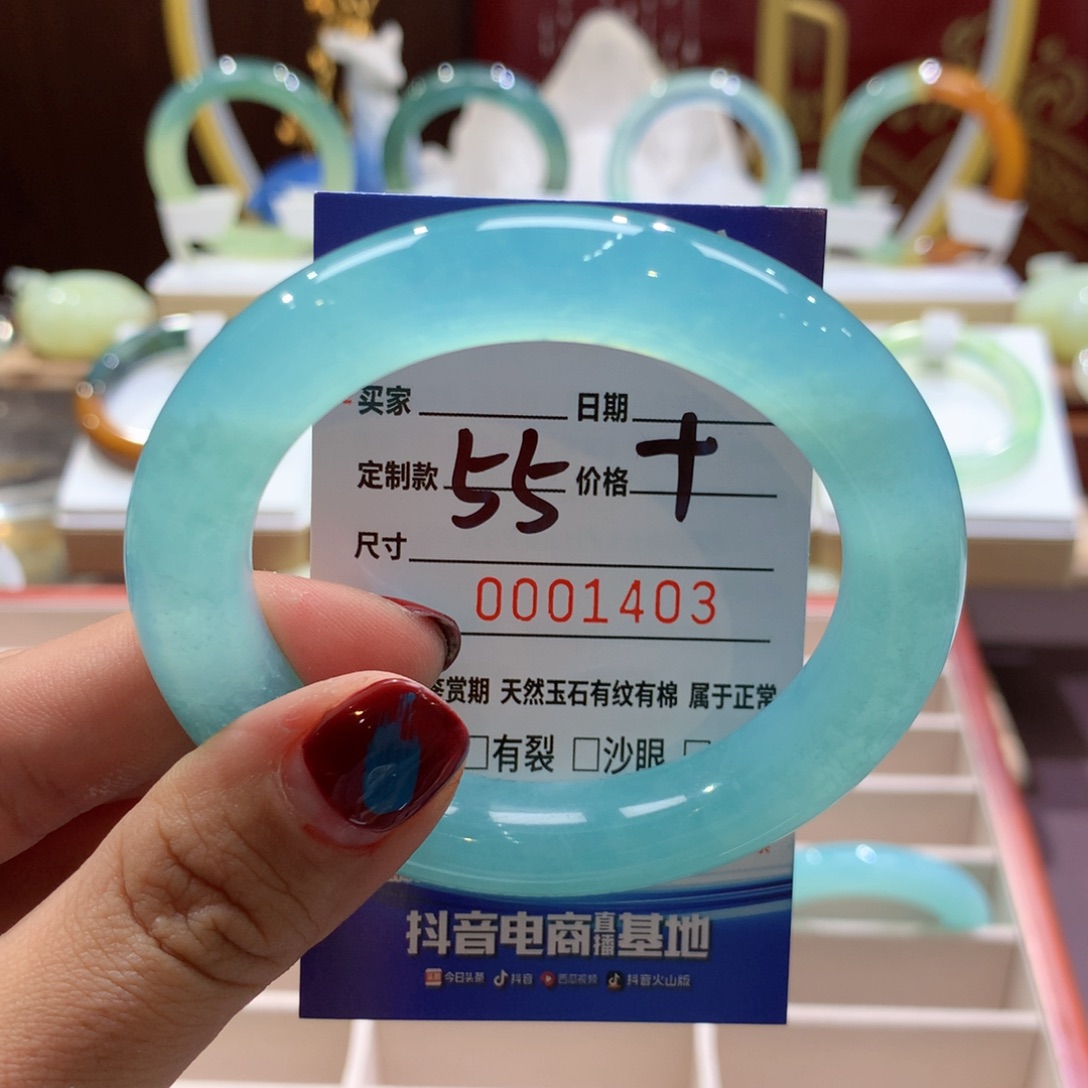 买家 日期
定制款 55 价格 十
尺寸
0001403
鉴赏期 天然玉石有纹有棉 属于正常
□有裂 □沙眼 □
抖音电商直播基地
今日头条 抖音 西瓜视频 抖音火山版